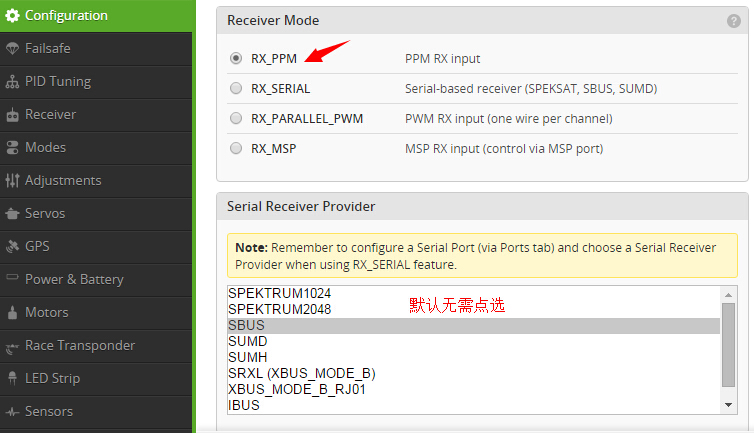 Configuration
Failsafe
PID Tuning
Receiver
Modes
Adjustments
Servos
GPS
Power & Battery
Motors
Race Transponder
LED Strip
Sensors
Receiver Mode
?
RX_PPM PPM RX input
RX_SERIAL Serial-based receiver (SPEKSAT, SBUS, SUMD)
RX_PARALLEL_PWM PWM RX input (one wire per channel)
RX_MSP MSP RX input (control via MSP port)
Serial Receiver Provider
Note: Remember to configure a Serial Port (via Ports tab) and choose a Serial Receiver
Provider when using RX_SERIAL feature.
SPEKTRUM1024
默认无需点选
SPEKTRUM2048
SBUS
SUMD
SUMH
SRXL (XBUS_MODE_B)
XBUS_MODE_B_RJ01
IBUS